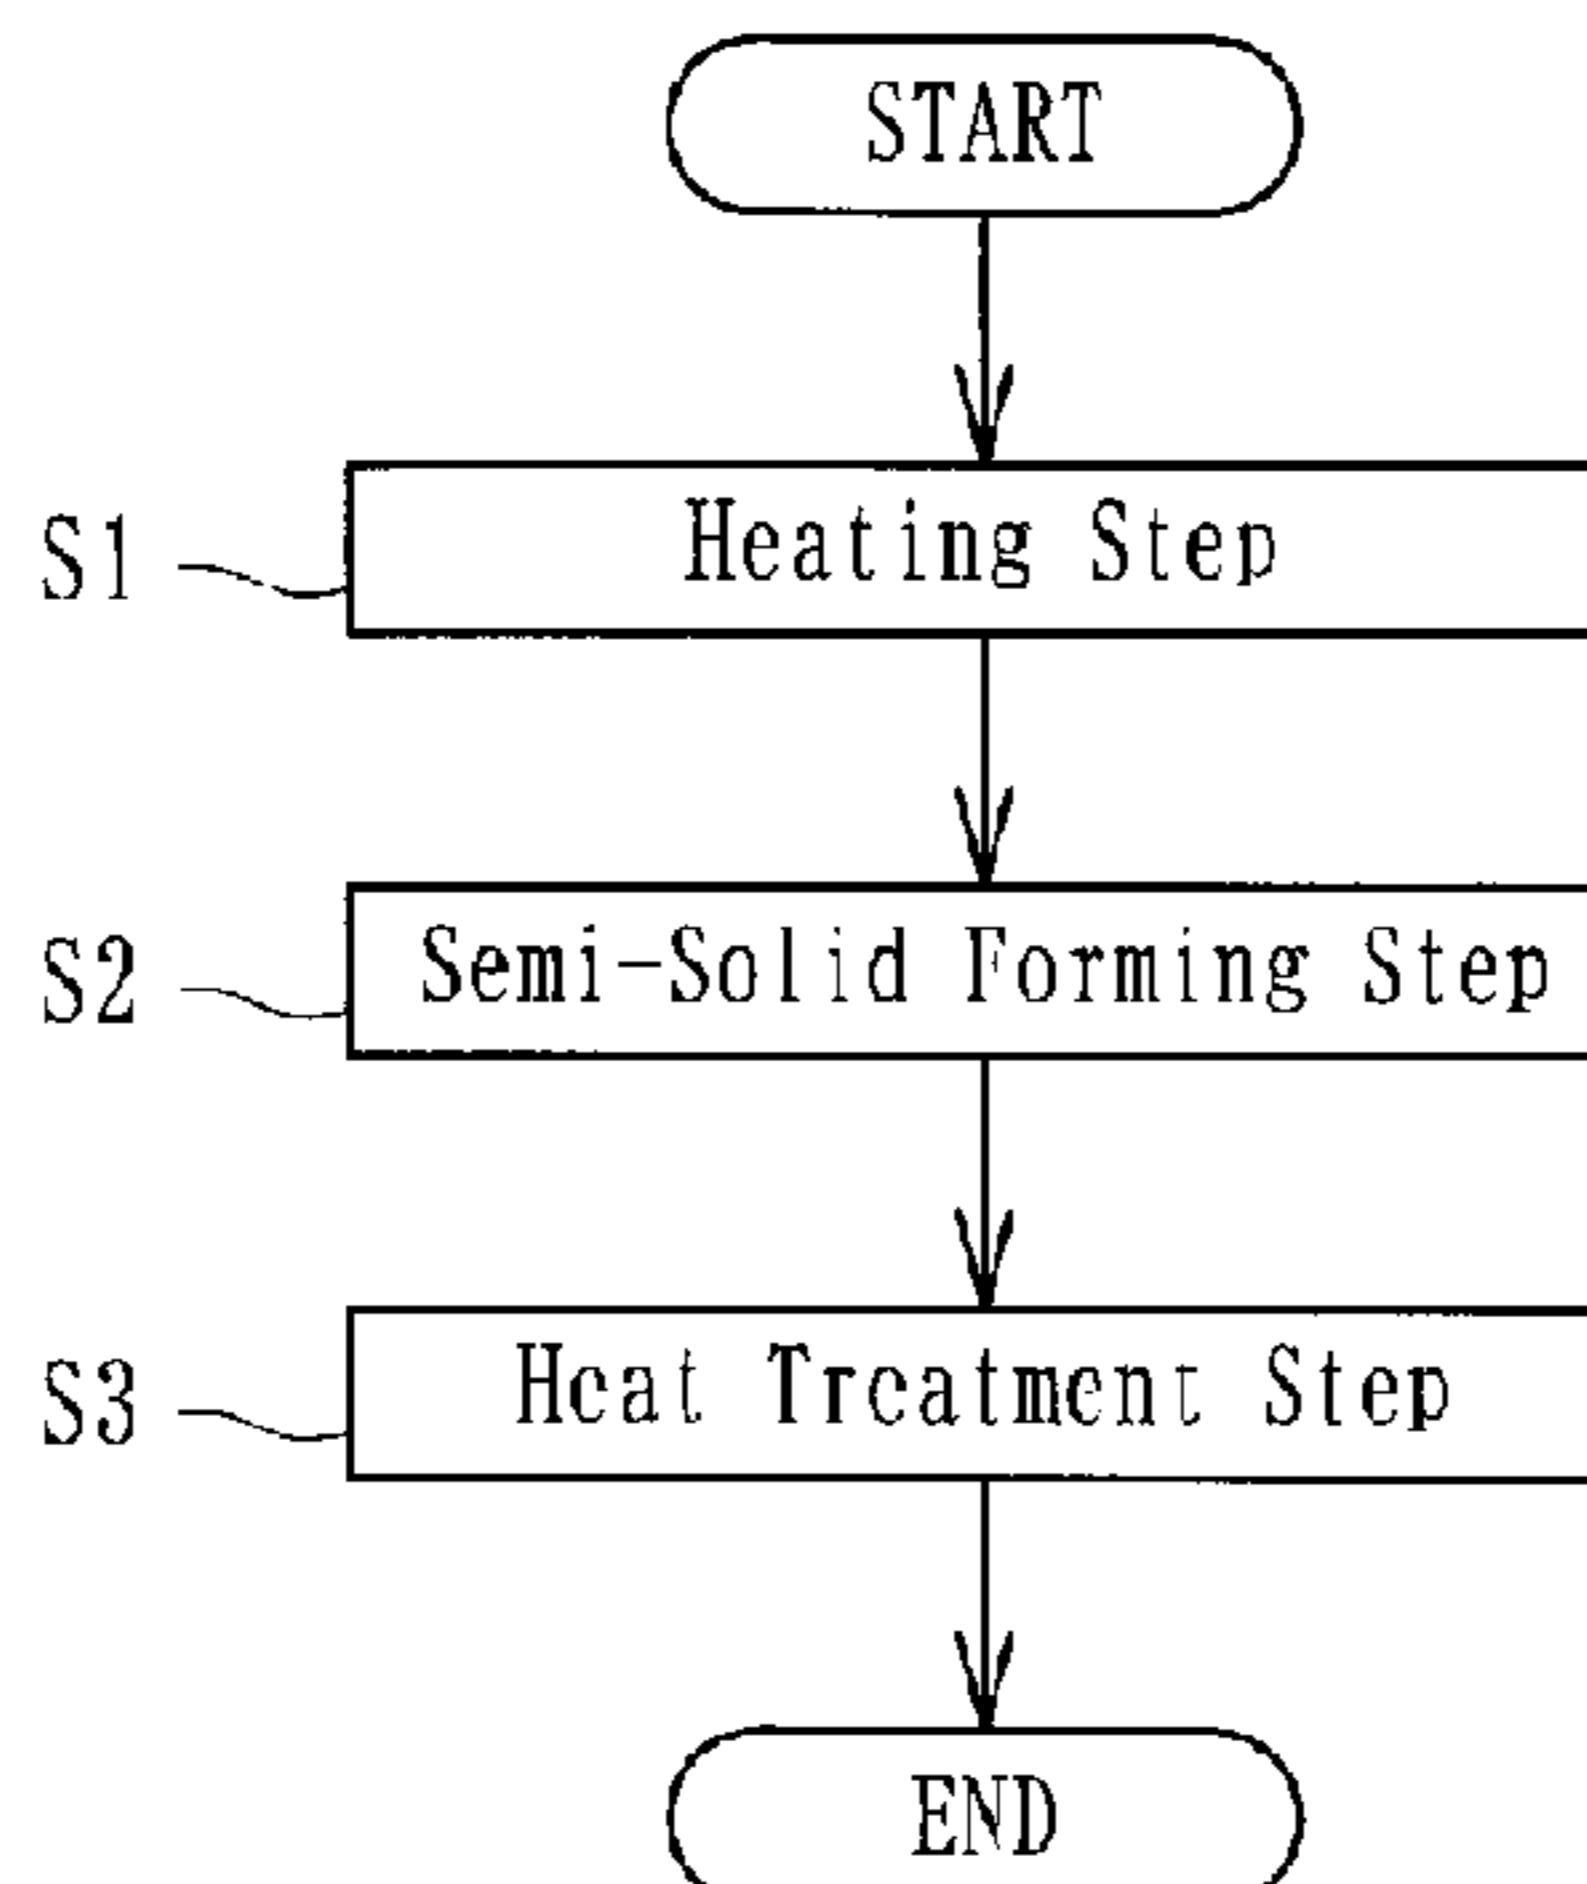 START
S1 Heating Step
S2 Semi-Solid Forming Step
S3 Heat Treatment Step
END